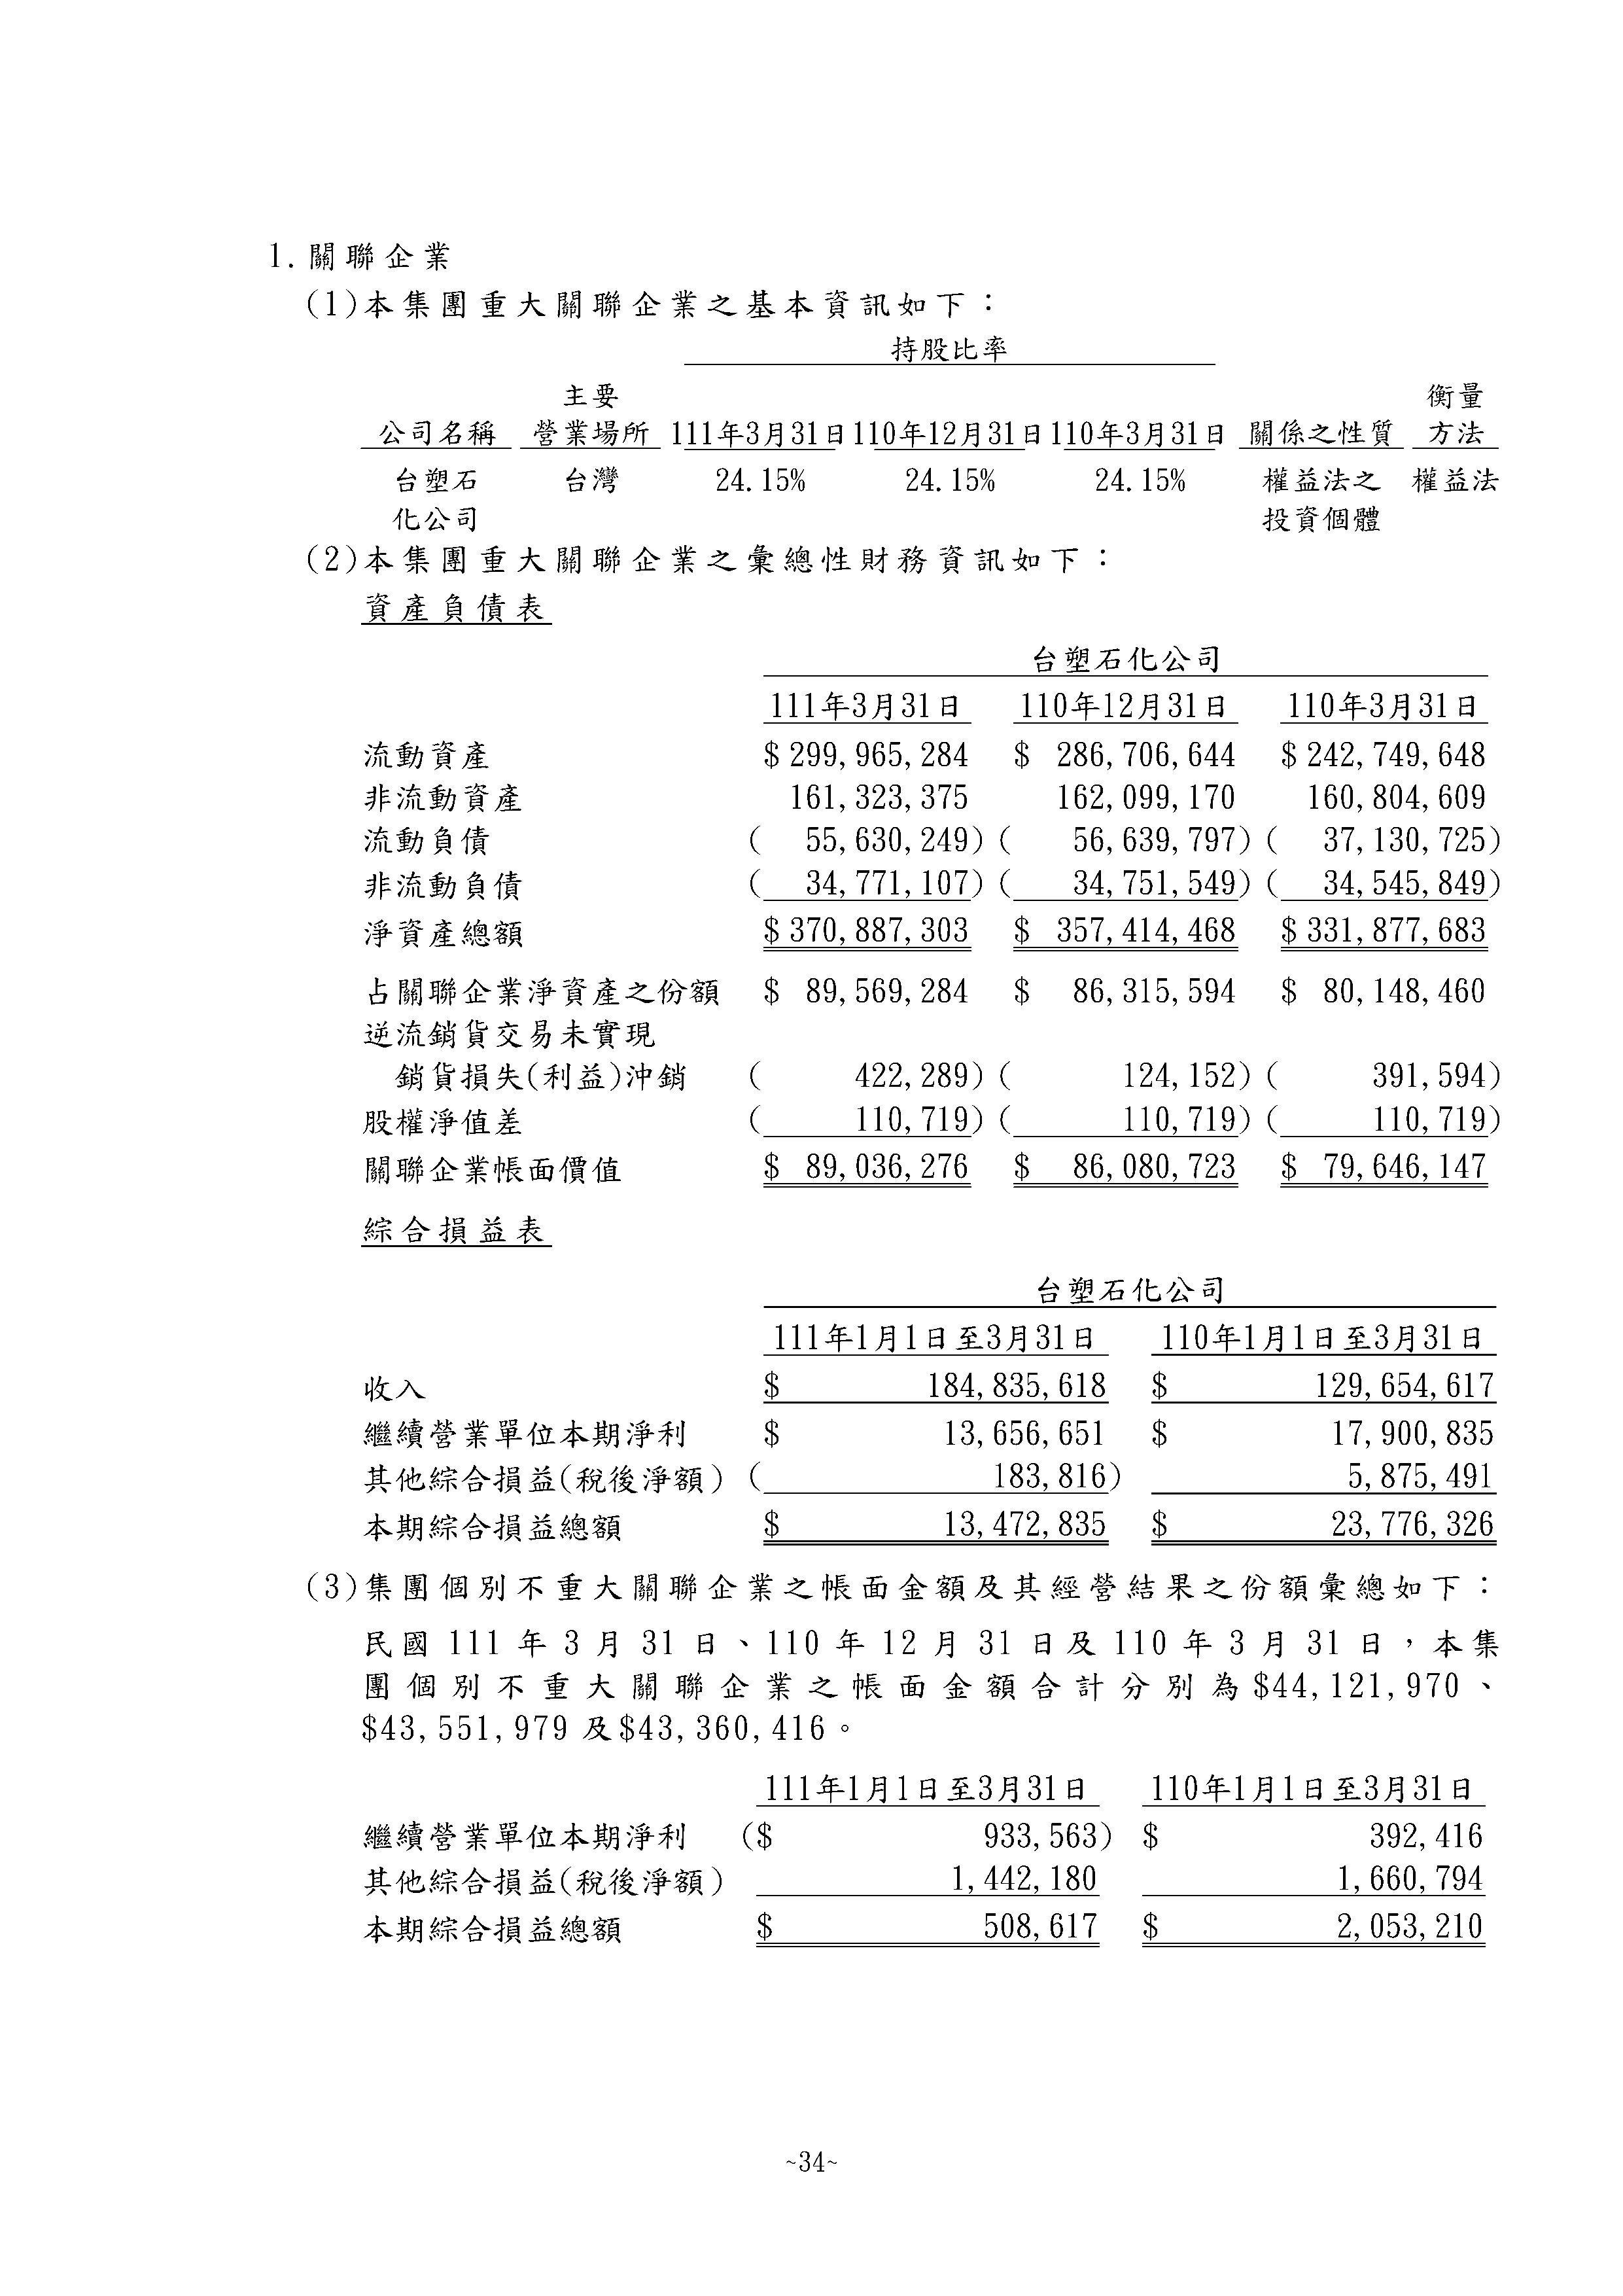 1.關聯企業
(1)本集團重大關聯企業之基本資訊如下：
持股比率
主要 衡量
公司名稱 營業場所 111年3月31日 110年12月31日 110年3月31日 關係之性質 方法
台塑石 台灣 24.15% 24.15% 24.15% 權益法之 權益法
化公司 投資個體
(2)本集團重大關聯企業之彙總性財務資訊如下：
資產負債表
台塑石化公司
111年3月31日 110年12月31日 110年3月31日
流動資產 $ 299,965,284 $ 286,706,644 $ 242,749,648
非流動資產 161,323,375 162,099,170 160,804,609
流動負債 ( 55,630,249) ( 56,639,797) ( 37,130,725)
非流動負債 ( 34,771,107) ( 34,751,549) ( 34,545,849)
淨資產總額 $ 370,887,303 $ 357,414,468 $ 331,877,683
占關聯企業淨資產之份額 $ 89,569,284 $ 86,315,594 $ 80,148,460
逆流銷貨交易未實現
銷貨損失(利益)沖銷 ( 422,289) ( 124,152) ( 391,594)
股權淨值差 ( 110,719) ( 110,719) ( 110,719)
關聯企業帳面價值 $ 89,036,276 $ 86,080,723 $ 79,646,147
綜合損益表
台塑石化公司
111年1月1日至3月31日 110年1月1日至3月31日
收入 $ 184,835,618 $ 129,654,617
繼續營業單位本期淨利 $ 13,656,651 $ 17,900,835
其他綜合損益(稅後淨額) ( 183,816) 5,875,491
本期綜合損益總額 $ 13,472,835 $ 23,776,326
(3)集團個別不重大關聯企業之帳面金額及其經營結果之份額彙總如下：
民國 111 年 3 月 31 日、110 年 12 月 31 日及 110 年 3 月 31 日，本集
團個別不重大關聯企業之帳面金額合計分別為$44,121,970、
$43,551,979 及$43,360,416。
111年1月1日至3月31日 110年1月1日至3月31日
繼續營業單位本期淨利 ($ 933,563) $ 392,416
其他綜合損益(稅後淨額) 1,442,180 1,660,794
本期綜合損益總額 $ 508,617 $ 2,053,210
~34~